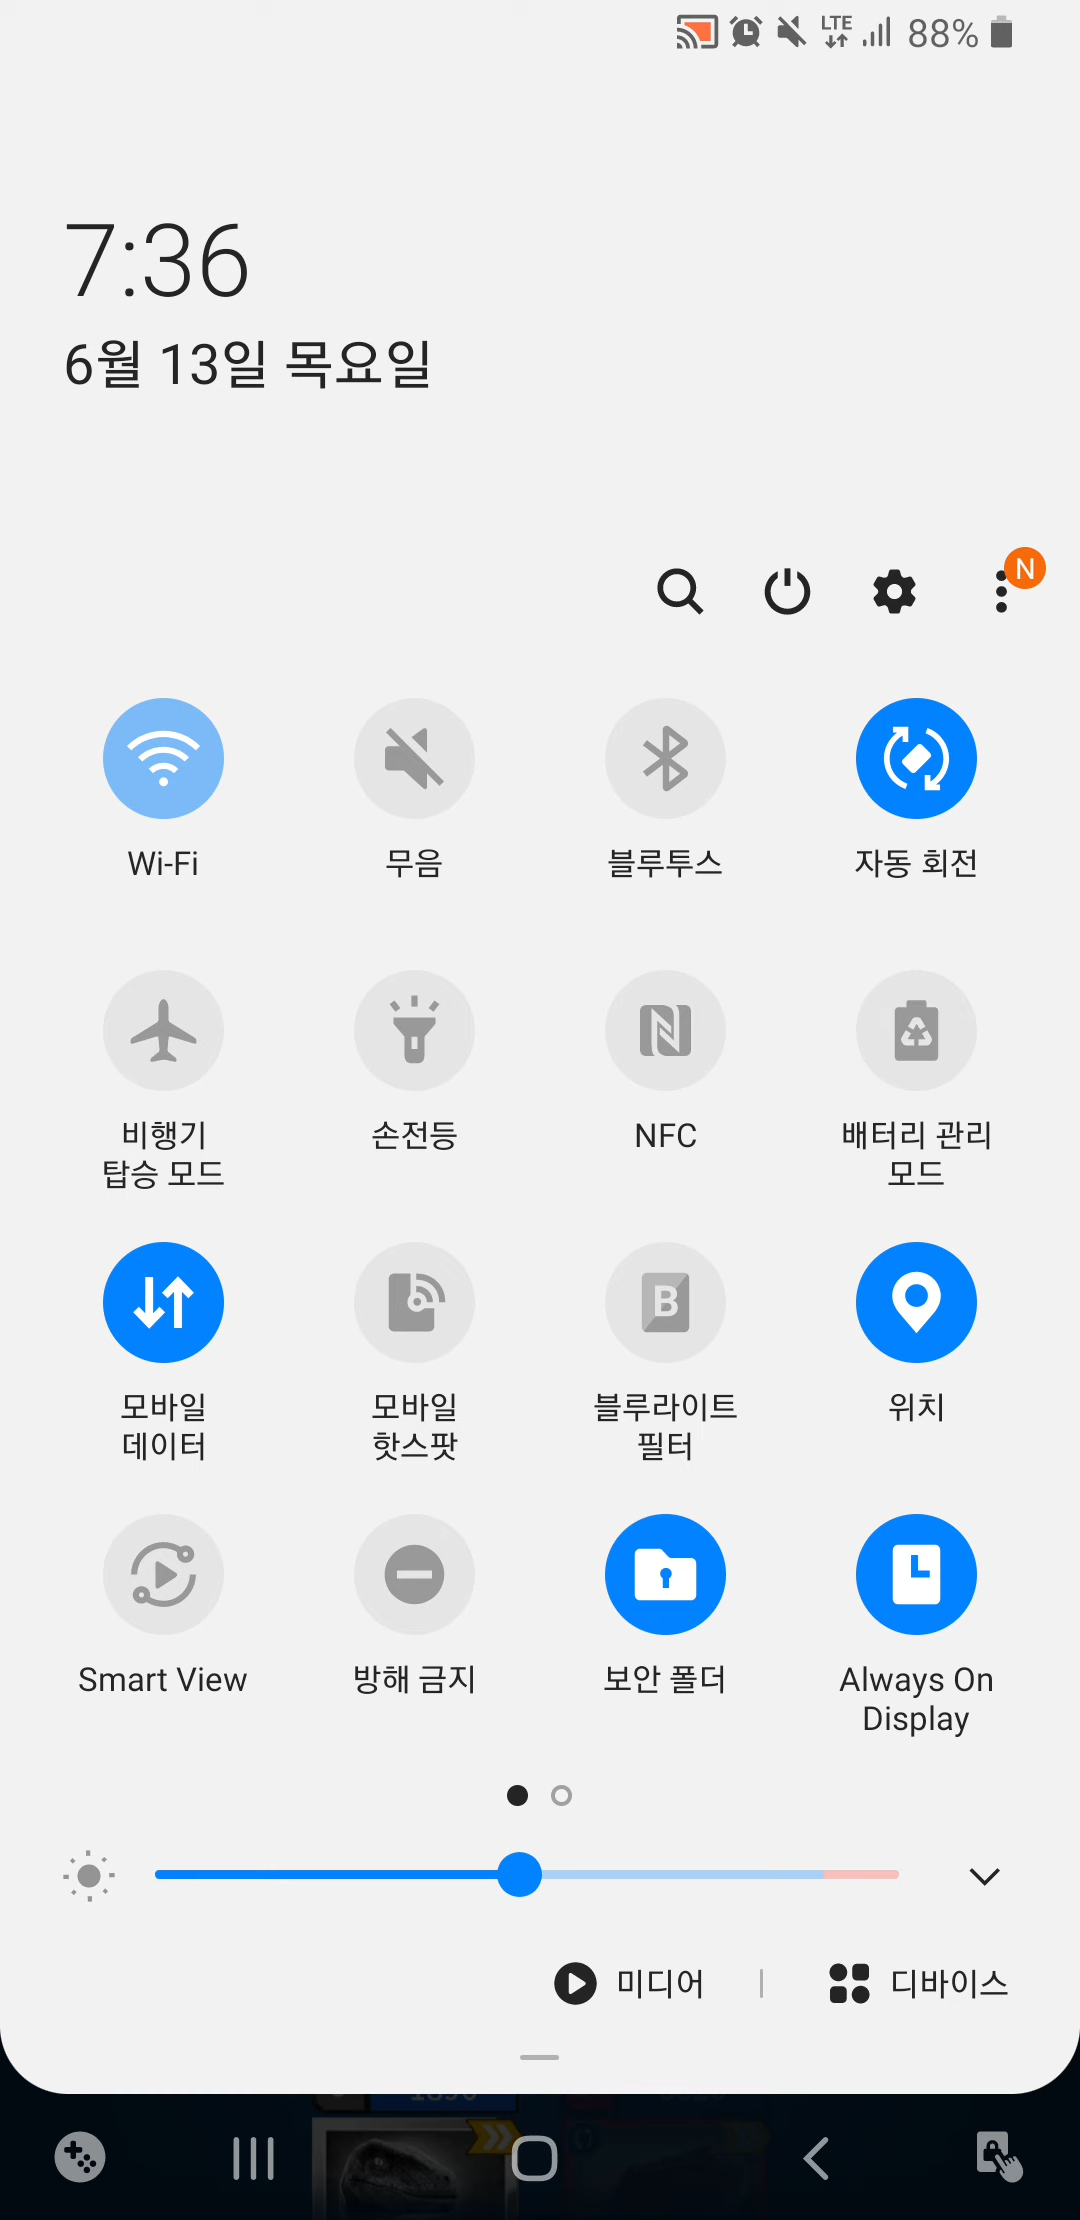 LTE 88%
7:36
6월 13일 목요일
N
Wi-Fi
무음
블루투스
자동 회전
비행기
탑승 모드
손전등
NFC
배터리 관리
모드
모바일
데이터
모바일
핫스팟
B
블루라이트
필터
위치
Smart View
방해 금지
보안 폴더
Always On
Display
미디어
디바이스